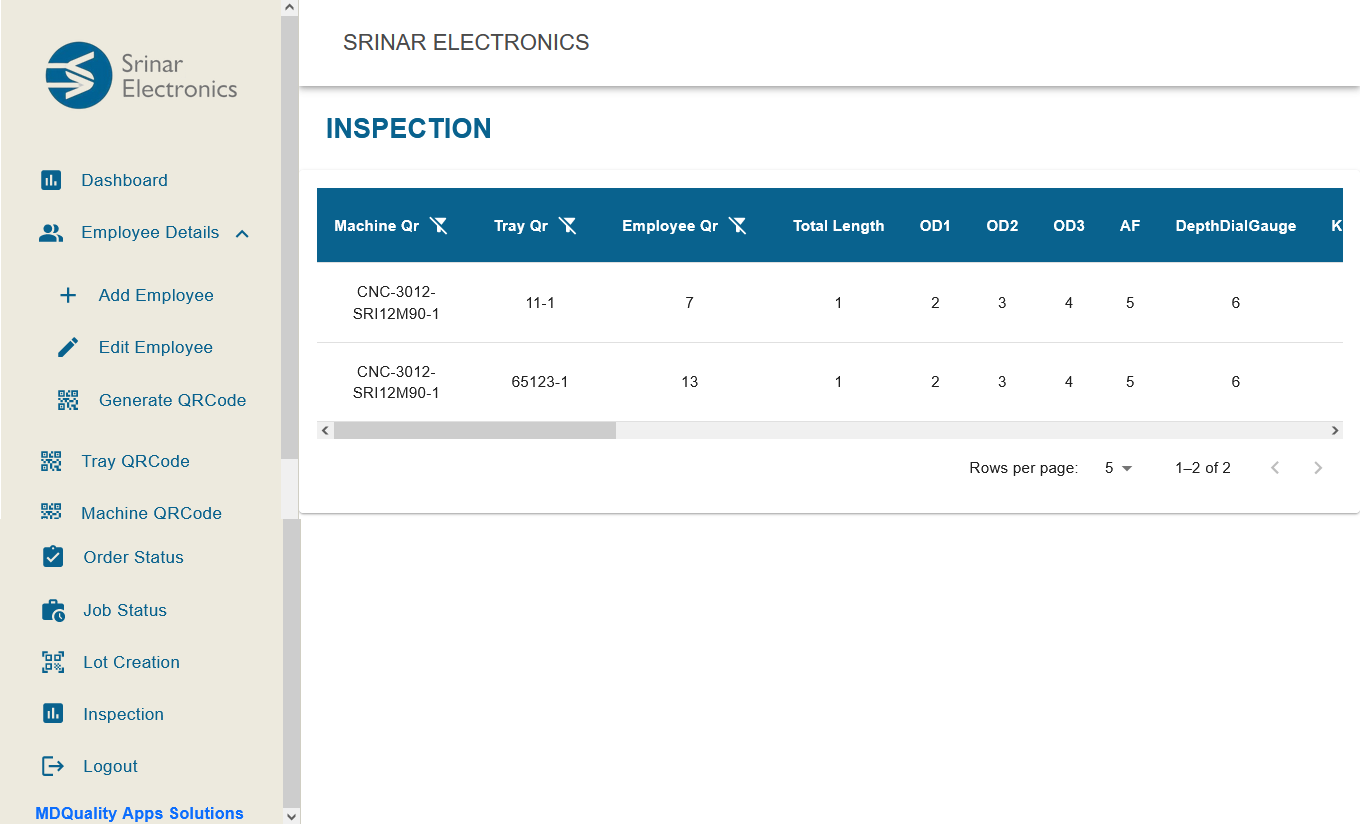 Srinar
Electronics
Dashboard
Employee Details
Add Employee
Edit Employee
Generate QRCode
Tray QRCode
Machine QRCode
Order Status
Job Status
Lot Creation
Inspection
Logout
MDQuality Apps Solutions
SRINAR ELECTRONICS
INSPECTION
Machine Qr Tray Qr Employee Qr Total Length OD1 OD2 OD3 AF DepthDialGauge K
CNC-3012-
SRI12M90-1 11-1 7 1 2 3 4 5 6
CNC-3012-
SRI12M90-1 65123-1 13 1 2 3 4 5 6
Rows per page: 5 1–2 of 2